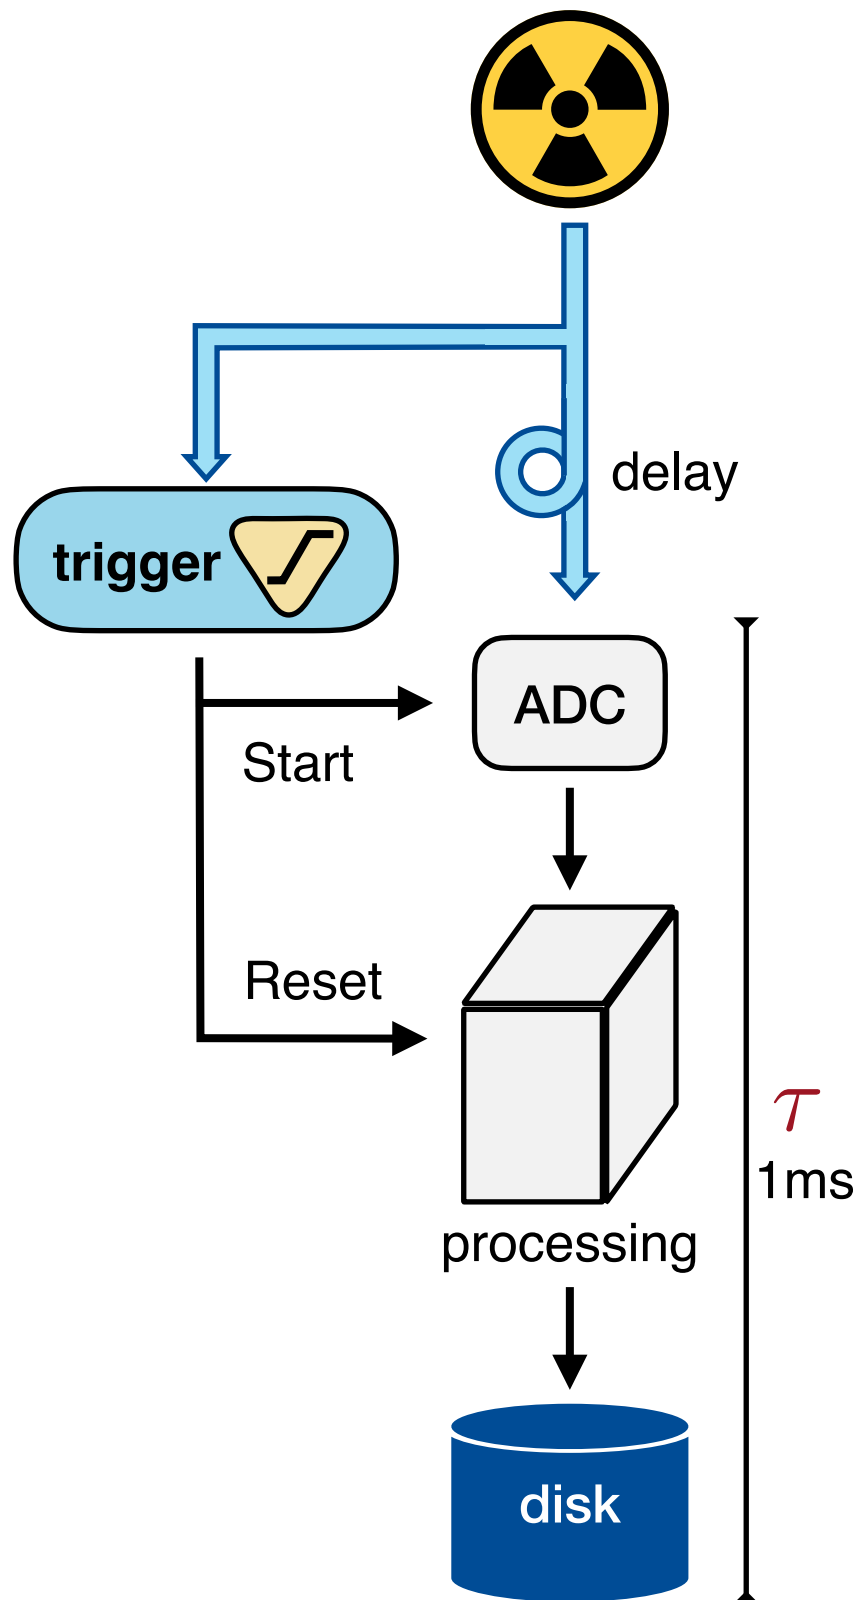 delay
trigger
ADC
Start
Reset
τ
1ms
processing
disk